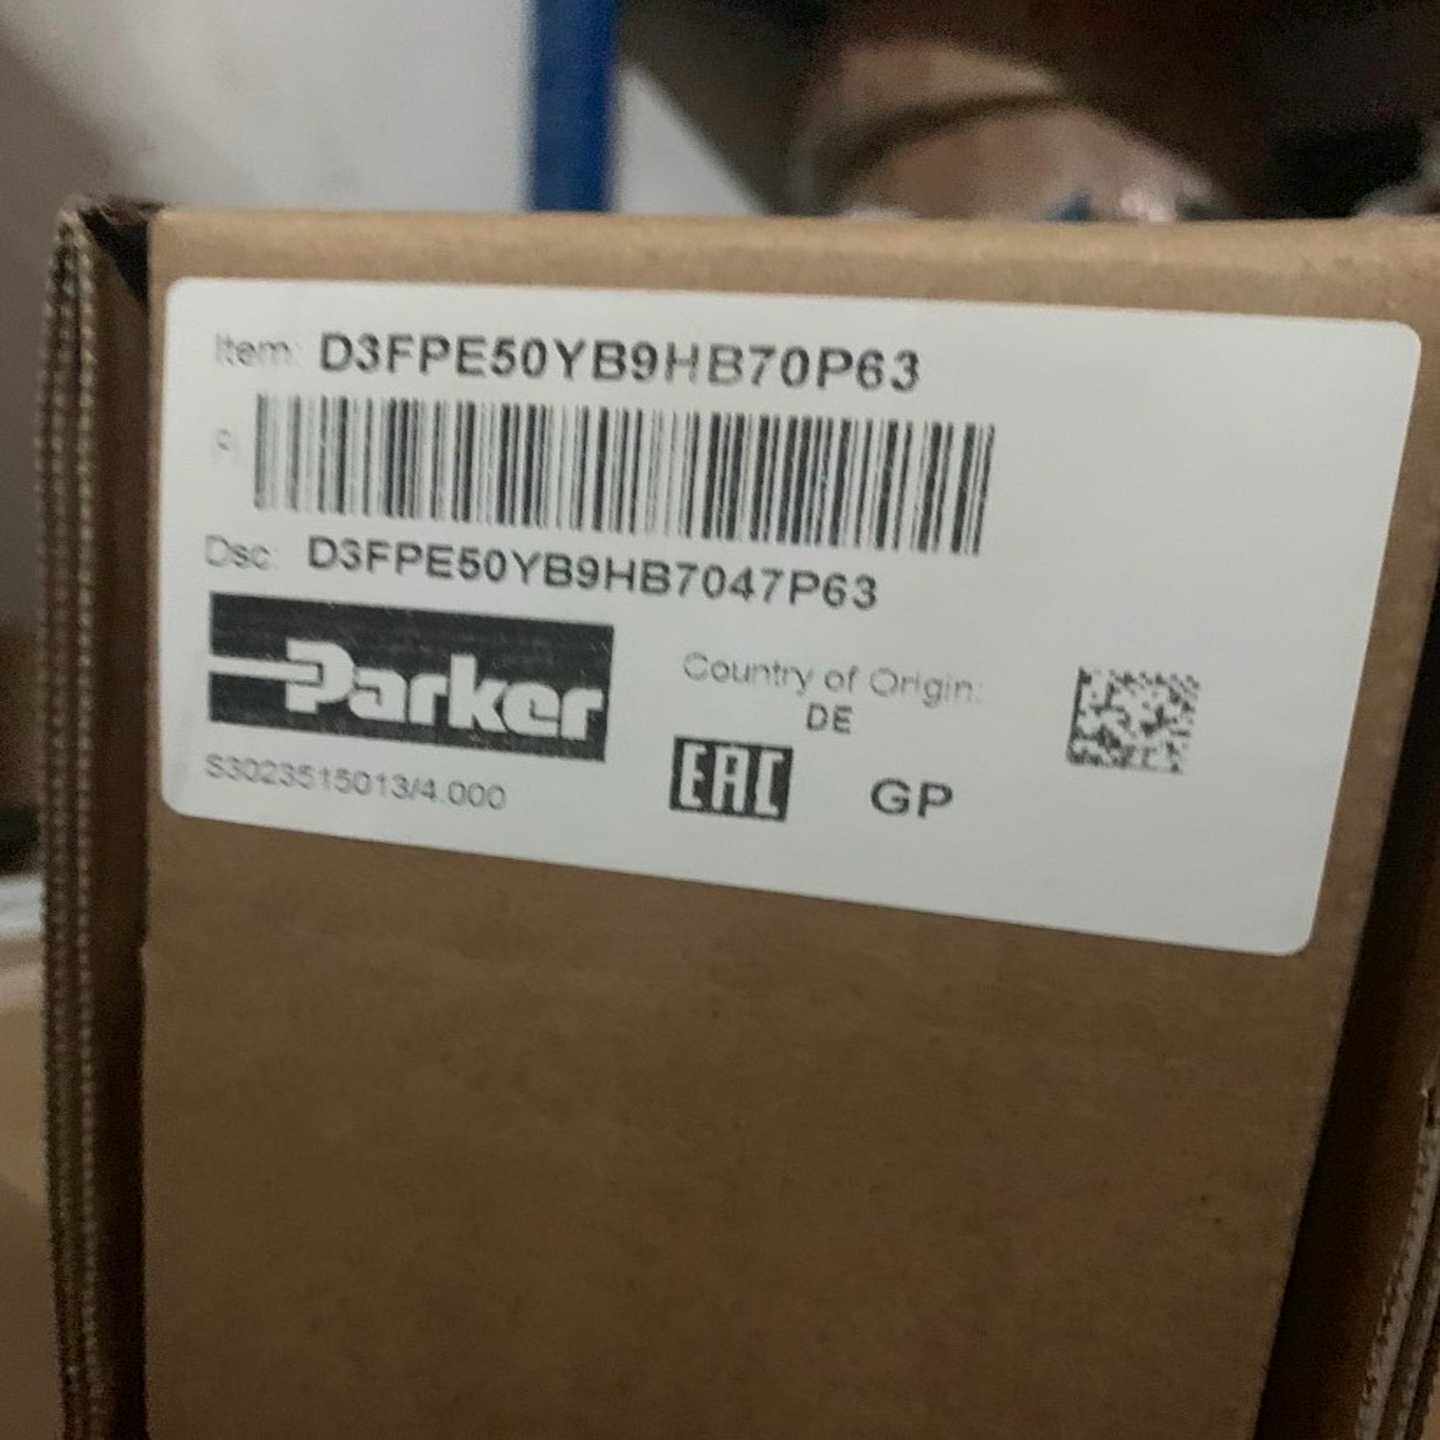 Item: D3FPE50YB9HB70P63
Dsc: D3FPE50YB9HB7047P63
Parker
S3023515013/4.000
Country of Origin:
DE
EAC
GP